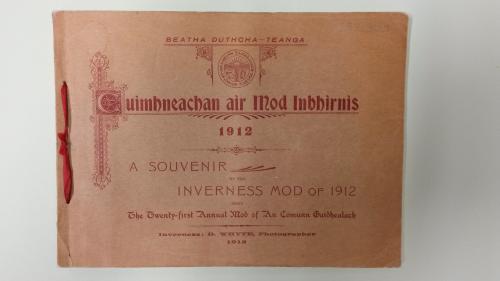 BEATHA DUTHCHA-TEANGA
Cuimhneachan air Mod Inbhirnis
1912
A SOUVENIR
OF THE
INVERNESS MOD OF 1912
The Twenty-first Annual Mod of An Comunn Gaidhealach
Inverness: D. WHYTE, Photographer
1912